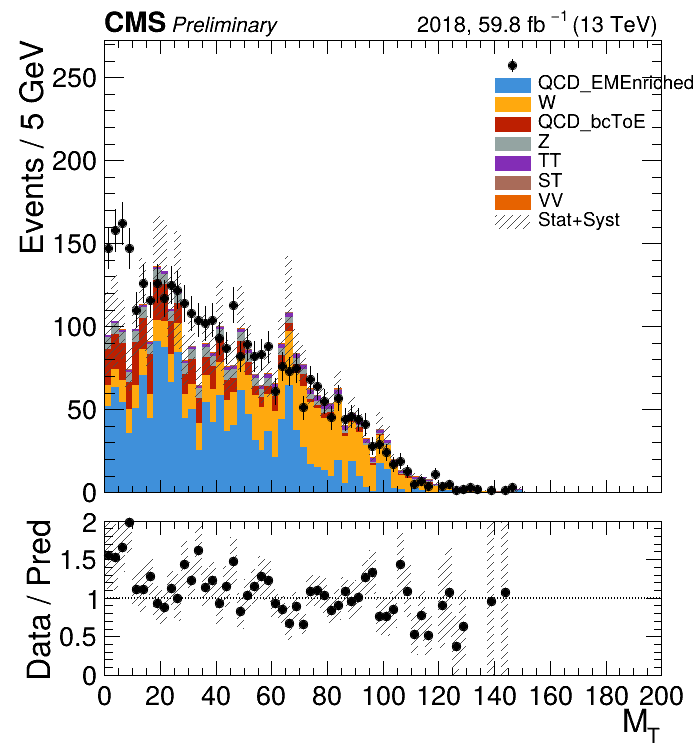 CMS Preliminary 2018, 59.8 fb⁻¹ (13 TeV)
Events / 5 GeV
250
200
150
100
50
0
QCD_EMEnriched
W
QCD_bcToE
Z
TT
ST
VV
Stat+Syst
Data / Pred
2
1.5
1
0.5
0
0 20 40 60 80 100 120 140 160 180 200
M_T